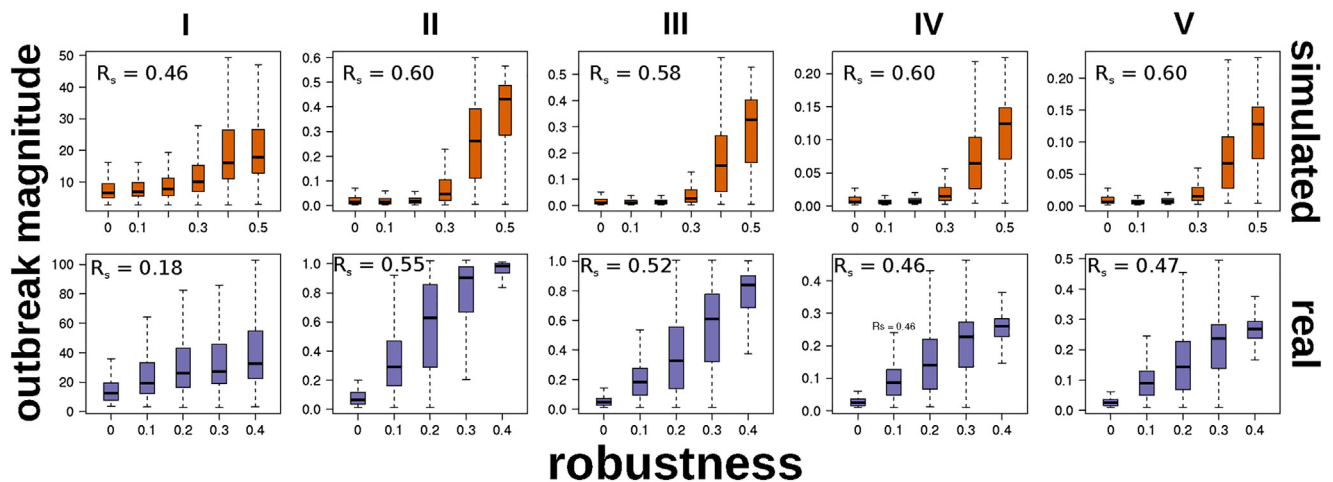 I II III IV V
outbreak magnitude
simulated
real
R_s = 0.46
50
40
30
20
10
0 0.1 0.3 0.5
R_s = 0.60
0.6
0.5
0.4
0.3
0.2
0.1
0.0
0 0.1 0.3 0.5
R_s = 0.58
0.5
0.4
0.3
0.2
0.1
0.0
0 0.1 0.3 0.5
R_s = 0.60
0.20
0.15
0.10
0.05
0.00
0 0.1 0.3 0.5
R_s = 0.60
0.20
0.15
0.10
0.05
0.00
0 0.1 0.3 0.5
R_s = 0.18
100
80
60
40
20
0
0 0.1 0.2 0.3 0.4
R_s = 0.55
1.0
0.8
0.6
0.4
0.2
0.0
0 0.1 0.2 0.3 0.4
R_s = 0.52
1.0
0.8
0.6
0.4
0.2
0.0
0 0.1 0.2 0.3 0.4
R_s = 0.46
Rs = 0.46
0.4
0.3
0.2
0.1
0.0
0 0.1 0.2 0.3 0.4
R_s = 0.47
0.5
0.4
0.3
0.2
0.1
0.0
0 0.1 0.2 0.3 0.4
robustness